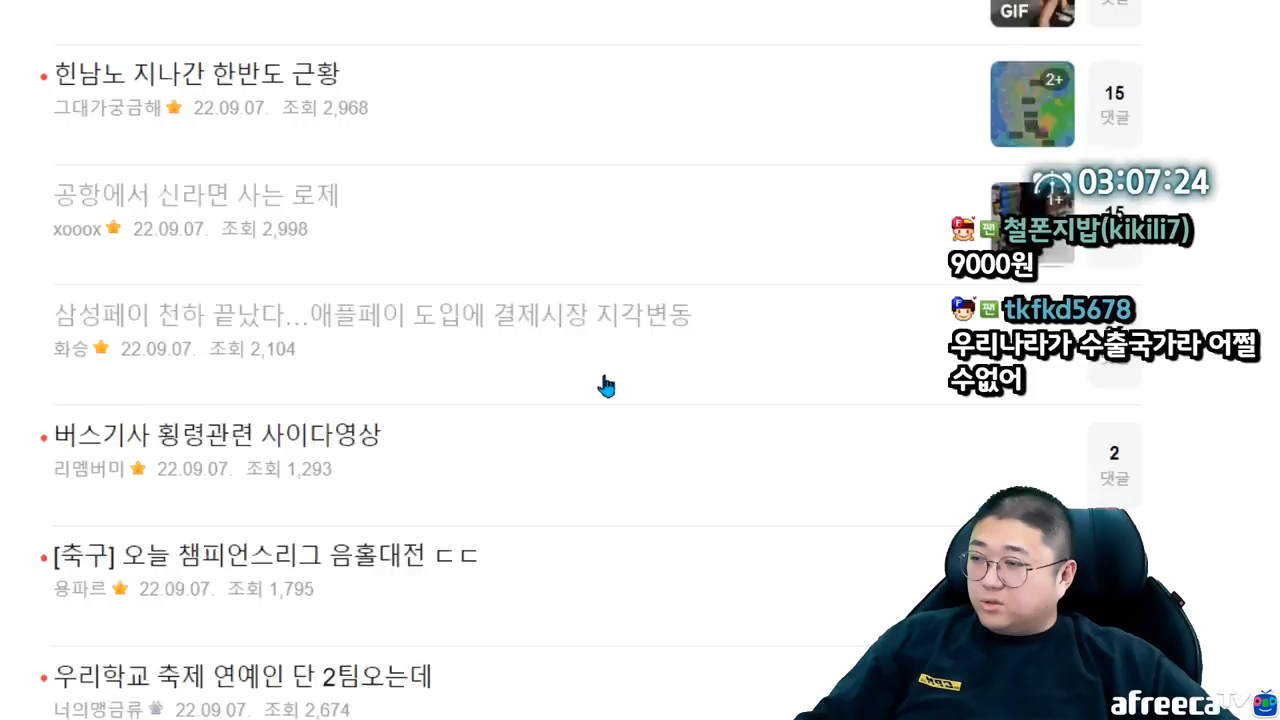 GIF
힌남노 지나간 한반도 근황
그대가궁금해 22.09.07. 조회 2,968
2+
15
댓글
공항에서 신라면 사는 로제
xooox 22.09.07. 조회 2,998
1+
15
03:07:24
팬 철폰지밥(kikili7)
9000원
팬 tkfkd5678
우리나라가 수출국가라 어쩔
수없어
삼성페이 천하 끝났다...애플페이 도입에 결제시장 지각변동
화승 22.09.07. 조회 2,104
버스기사 횡령관련 사이다영상
리멤버미 22.09.07. 조회 1,293
2
댓글
[축구] 오늘 챔피언스리그 음홀대전 ㄷㄷ
용파르 22.09.07. 조회 1,795
우리학교 축제 연예인 단 2팀오는데
너의맹금류 22.09.07. 조회 2,674
afreecaTV